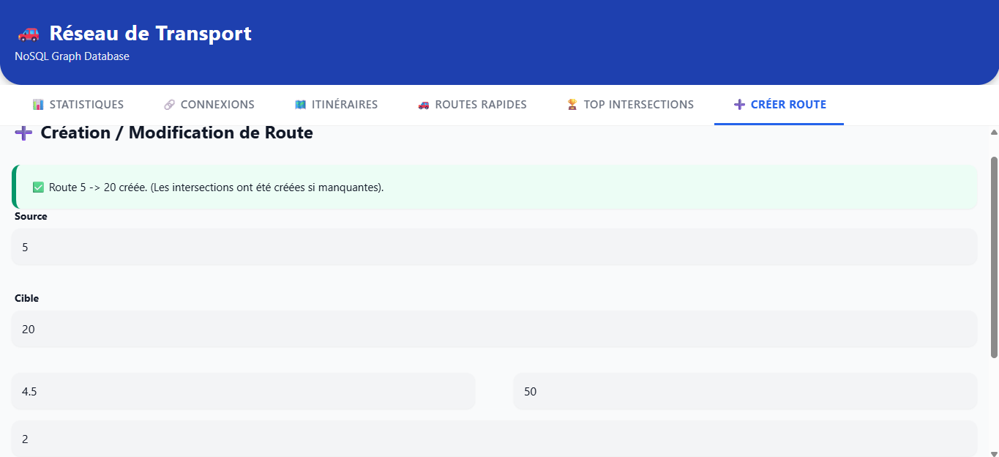 Réseau de Transport
NoSQL Graph Database
STATISTIQUES CONNEXIONS ITINÉRAIRES ROUTES RAPIDES TOP INTERSECTIONS CRÉER ROUTE
Création / Modification de Route
Route 5 -> 20 créée. (Les intersections ont été créées si manquantes).
Source
5
Cible
20
4.5 50
2